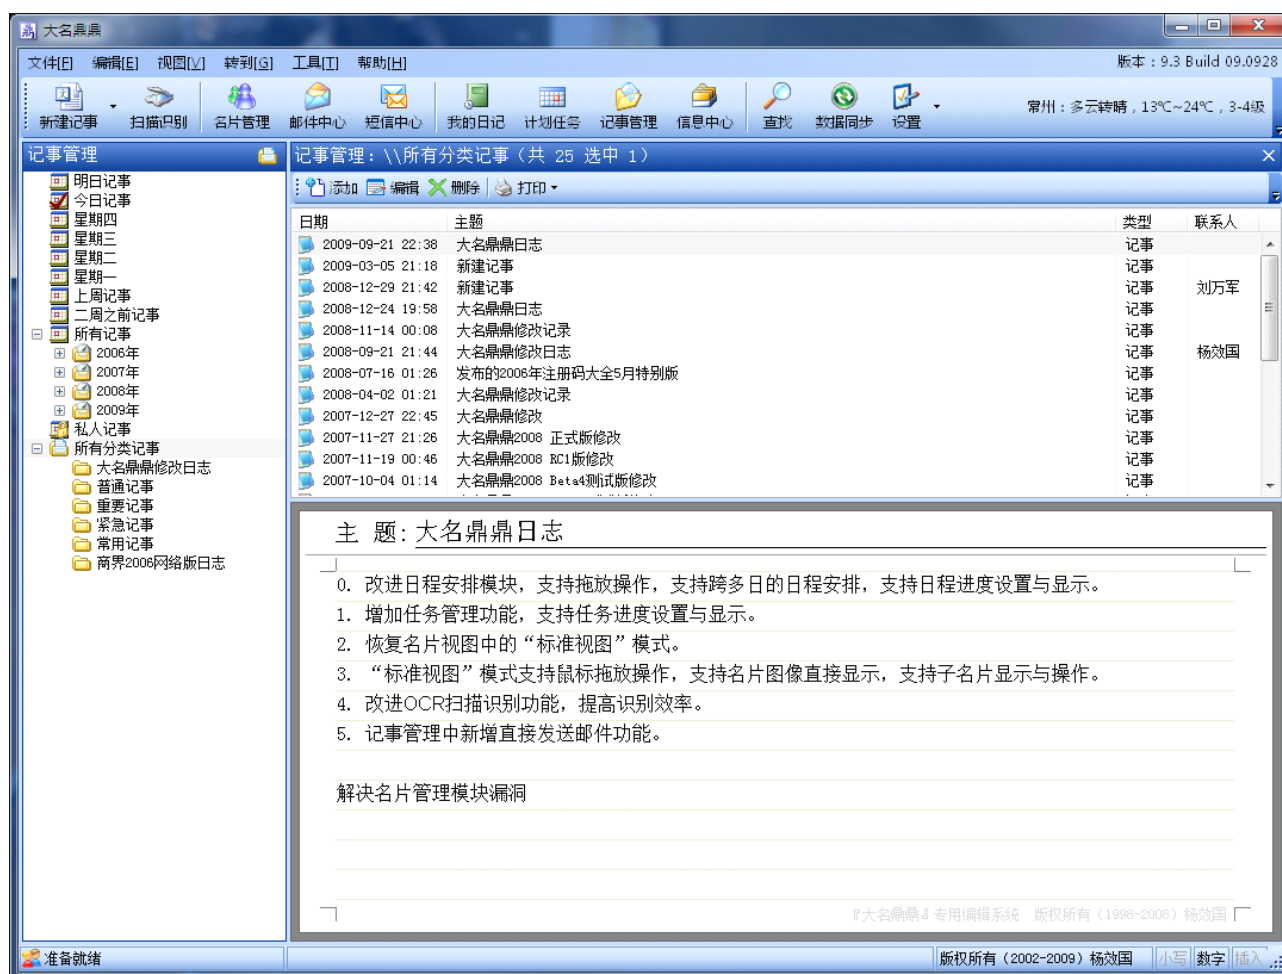 大名鼎鼎
文件[F] 编辑[E] 视图[V] 转到[G] 工具[T] 帮助[H] 版本：9.3 Build 09.0928
新建记事 扫描识别 名片管理 邮件中心 短信中心 我的日记 计划任务 记事管理 信息中心 查找 数据同步 设置 常州：多云转晴，13℃~24℃，3-4级
记事管理
明日记事
今日记事
星期四
星期三
星期二
星期一
上周记事
二周之前记事
所有记事
2006年
2007年
2008年
2009年
私人记事
所有分类记事
大名鼎鼎修改日志
普通记事
重要记事
紧急记事
常用记事
商界2006网络版日志
记事管理：\\所有分类记事（共 25 选中 1）
添加 编辑 删除 打印
日期 主题 类型 联系人
2009-09-21 22:38 大名鼎鼎日志 记事
2009-03-05 21:18 新建记事 记事
2008-12-29 21:42 新建记事 记事 刘万军
2008-12-24 19:58 大名鼎鼎日志 记事
2008-11-14 00:08 大名鼎鼎修改记录 记事
2008-09-21 21:44 大名鼎鼎修改日志 记事 杨效国
2008-07-16 01:26 发布的2006年注册码大全5月特别版 记事
2008-04-02 01:21 大名鼎鼎修改记录 记事
2007-12-27 22:45 大名鼎鼎修改 记事
2007-11-27 21:26 大名鼎鼎2008 正式版修改 记事
2007-11-19 00:46 大名鼎鼎2008 RC1版修改 记事
2007-10-04 01:14 大名鼎鼎2008 Beta4测试版修改 记事
主 题：大名鼎鼎日志
0. 改进日程安排模块，支持拖放操作，支持跨多日的日程安排，支持日程进度设置与显示。
1. 增加任务管理功能，支持任务进度设置与显示。
2. 恢复名片视图中的“标准视图”模式。
3. “标准视图”模式支持鼠标拖放操作，支持名片图像直接显示，支持子名片显示与操作。
4. 改进OCR扫描识别功能，提高识别效率。
5. 记事管理中新增直接发送邮件功能。
解决名片管理模块漏洞
『大名鼎鼎』专用编辑系统 版权所有（1998-2008）杨效国
准备就绪 版权所有（2002-2009）杨效国 小写 数字 插入